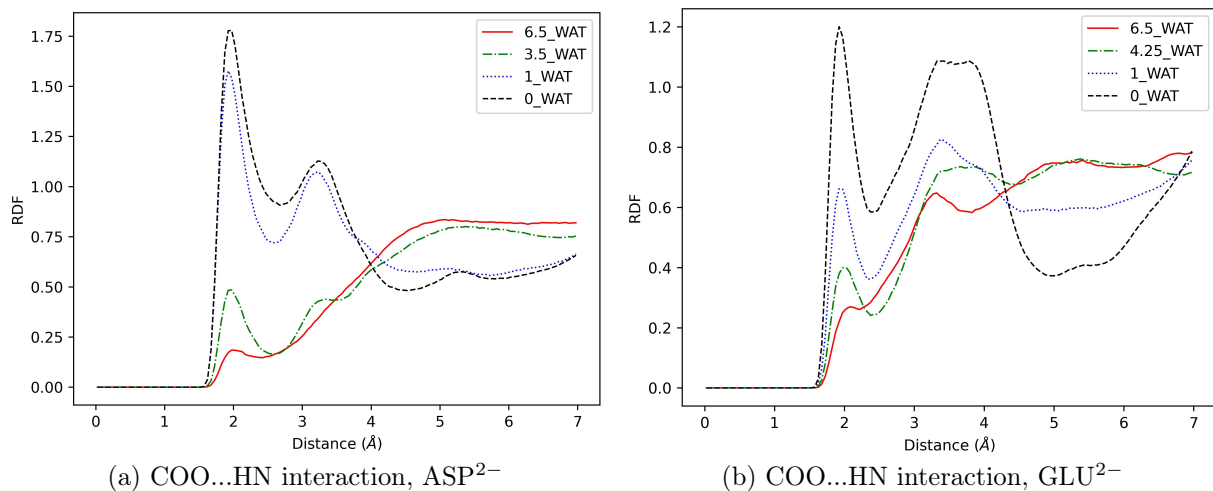 6.5_WAT
3.5_WAT
1_WAT
0_WAT
RDF
1.75
1.50
1.25
1.00
0.75
0.50
0.25
0.00
0 1 2 3 4 5 6 7
Distance (Å)
(a) COO...HN interaction, ASP²⁻
6.5_WAT
4.25_WAT
1_WAT
0_WAT
RDF
1.2
1.0
0.8
0.6
0.4
0.2
0.0
0 1 2 3 4 5 6 7
Distance (Å)
(b) COO...HN interaction, GLU²⁻